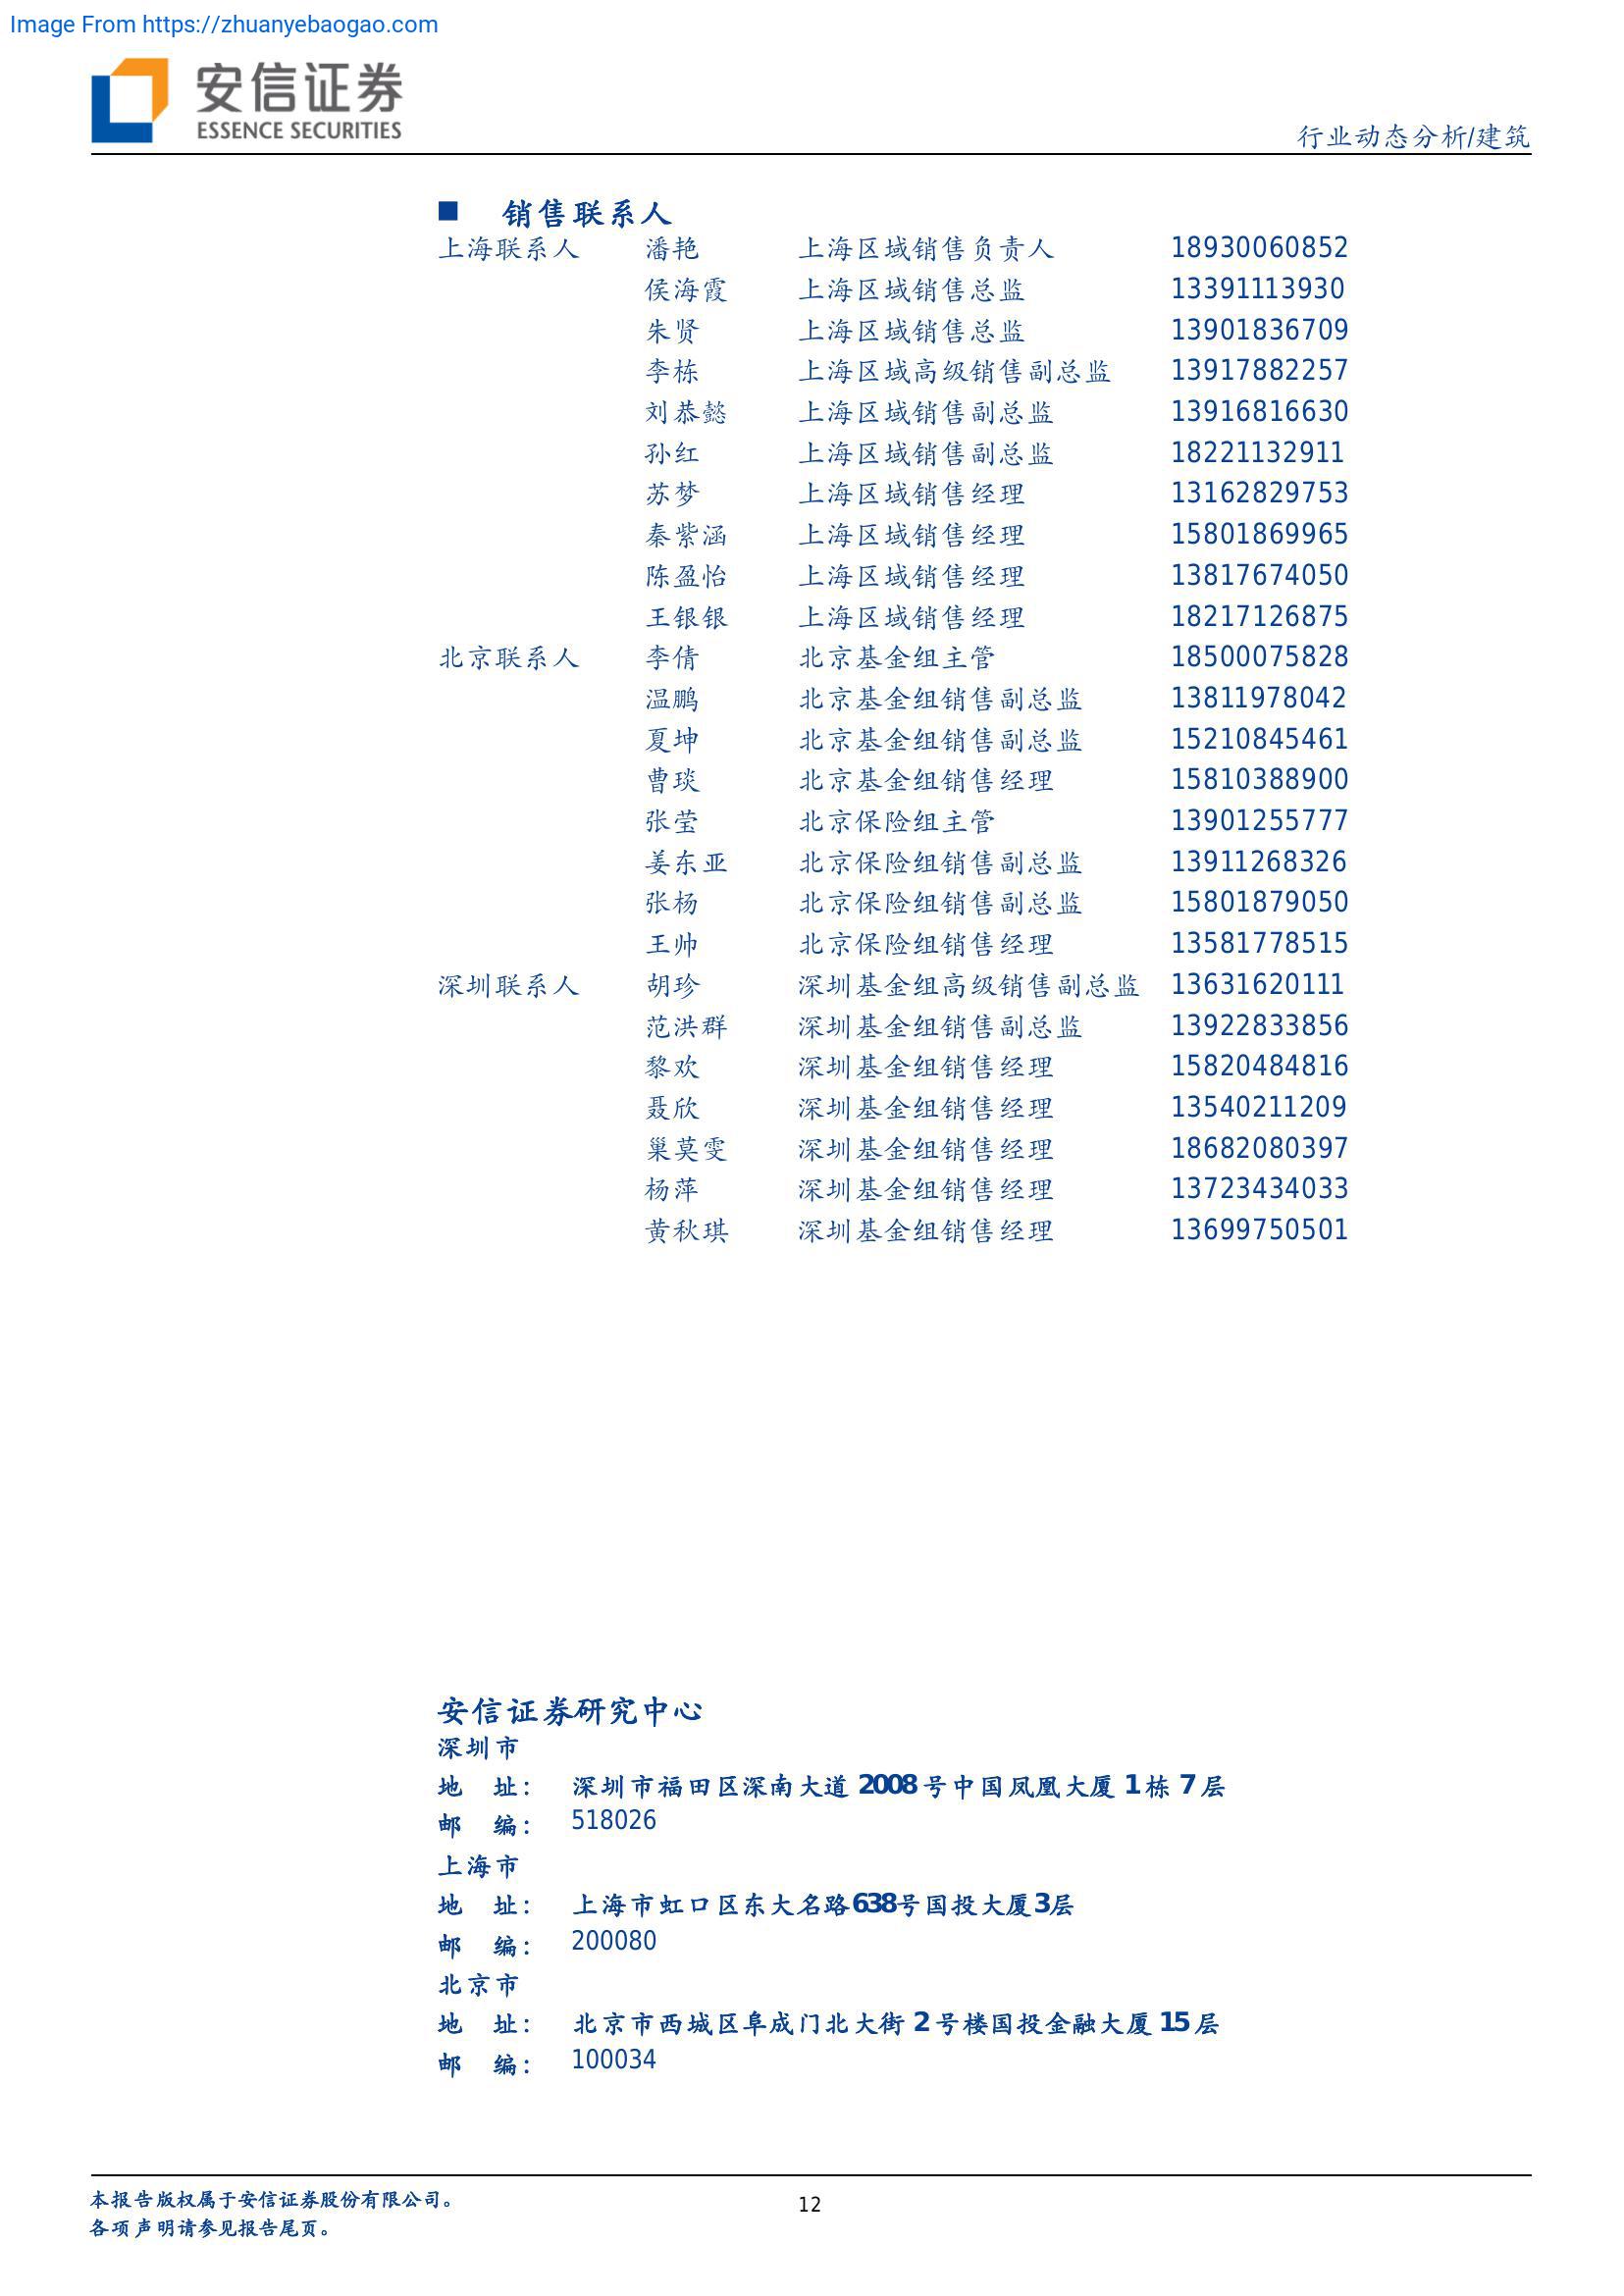 Image From https://zhuanyebaogao.com
安信证券
ESSENCE SECURITIES
行业动态分析/建筑
■ 销售联系人
上海联系人 潘艳 上海区域销售负责人 18930060852
侯海霞 上海区域销售总监 13391113930
朱贤 上海区域销售总监 13901836709
李栋 上海区域高级销售副总监 13917882257
刘恭懿 上海区域销售副总监 13916816630
孙红 上海区域销售副总监 18221132911
苏梦 上海区域销售经理 13162829753
秦紫涵 上海区域销售经理 15801869965
陈盈怡 上海区域销售经理 13817674050
王银银 上海区域销售经理 18217126875
北京联系人 李倩 北京基金组主管 18500075828
温鹏 北京基金组销售副总监 13811978042
夏坤 北京基金组销售副总监 15210845461
曹琰 北京基金组销售经理 15810388900
张莹 北京保险组主管 13901255777
姜东亚 北京保险组销售副总监 13911268326
张杨 北京保险组销售副总监 15801879050
王帅 北京保险组销售经理 13581778515
深圳联系人 胡珍 深圳基金组高级销售副总监 13631620111
范洪群 深圳基金组销售副总监 13922833856
黎欢 深圳基金组销售经理 15820484816
聂欣 深圳基金组销售经理 13540211209
巢莫雯 深圳基金组销售经理 18682080397
杨萍 深圳基金组销售经理 13723434033
黄秋琪 深圳基金组销售经理 13699750501
安信证券研究中心
深圳市
地 址： 深圳市福田区深南大道 2008 号中国凤凰大厦 1 栋 7 层
邮 编： 518026
上海市
地 址： 上海市虹口区东大名路638号国投大厦3层
邮 编： 200080
北京市
地 址： 北京市西城区阜成门北大街 2 号楼国投金融大厦 15 层
邮 编： 100034
本报告版权属于安信证券股份有限公司。
各项声明请参见报告尾页。
12